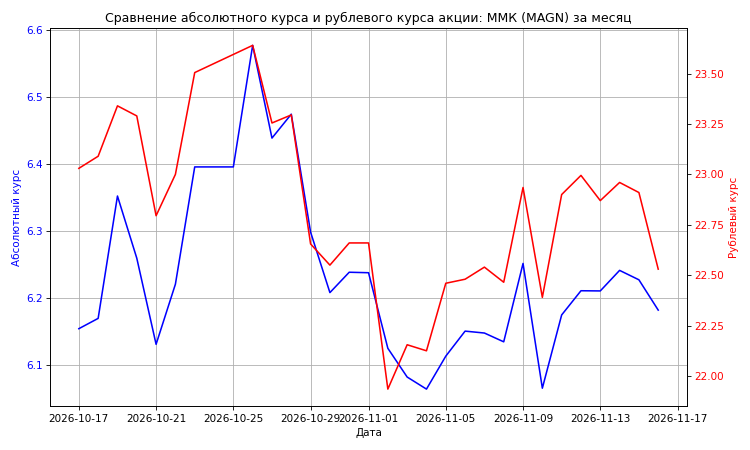 Сравнение абсолютного курса и рублевого курса акции: ММК (MAGN) за месяц
6.6
6.5
6.4
6.3
6.2
6.1
Абсолютный курс
23.50
23.25
23.00
22.75
22.50
22.25
22.00
Рублевый курс
2026-10-17 2026-10-21 2026-10-25 2026-10-29 2026-11-01 2026-11-05 2026-11-09 2026-11-13 2026-11-17
Дата